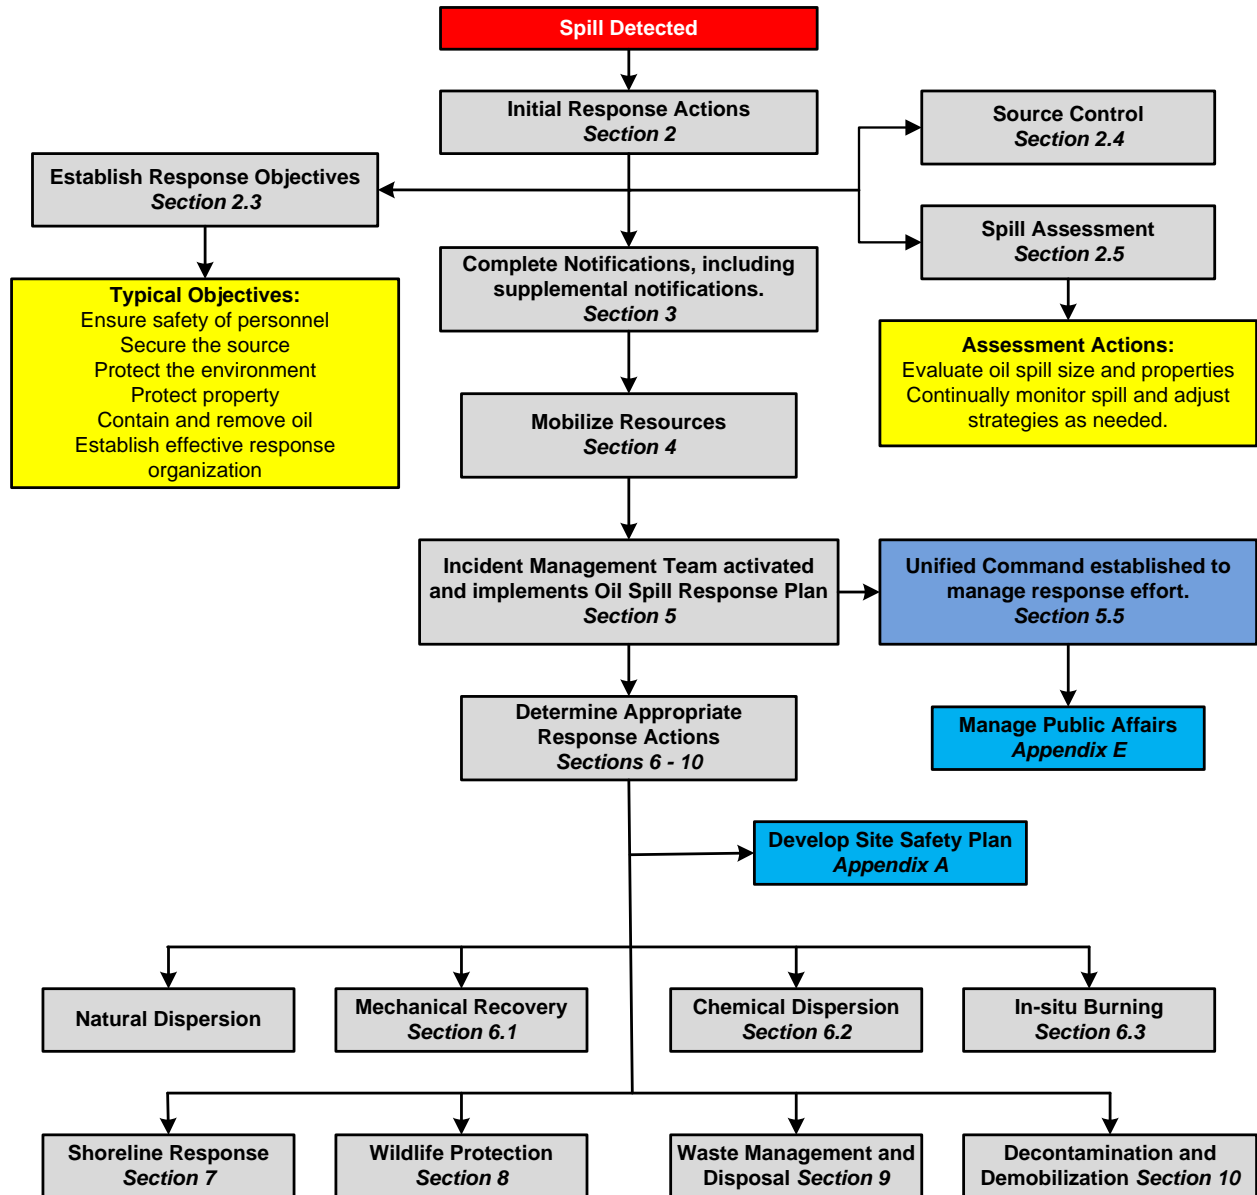 Spill Detected
Initial Response Actions
Section 2
Source Control
Section 2.4
Establish Response Objectives
Section 2.3
Spill Assessment
Section 2.5
Complete Notifications, including
supplemental notifications.
Section 3
Typical Objectives:
Ensure safety of personnel
Secure the source
Protect the environment
Protect property
Contain and remove oil
Establish effective response
organization
Assessment Actions:
Evaluate oil spill size and properties
Continually monitor spill and adjust
strategies as needed.
Mobilize Resources
Section 4
Incident Management Team activated
and implements Oil Spill Response Plan
Section 5
Unified Command established to
manage response effort.
Section 5.5
Determine Appropriate
Response Actions
Sections 6 - 10
Manage Public Affairs
Appendix E
Develop Site Safety Plan
Appendix A
Natural Dispersion
Mechanical Recovery
Section 6.1
Chemical Dispersion
Section 6.2
In-situ Burning
Section 6.3
Shoreline Response
Section 7
Wildlife Protection
Section 8
Waste Management and
Disposal Section 9
Decontamination and
Demobilization Section 10